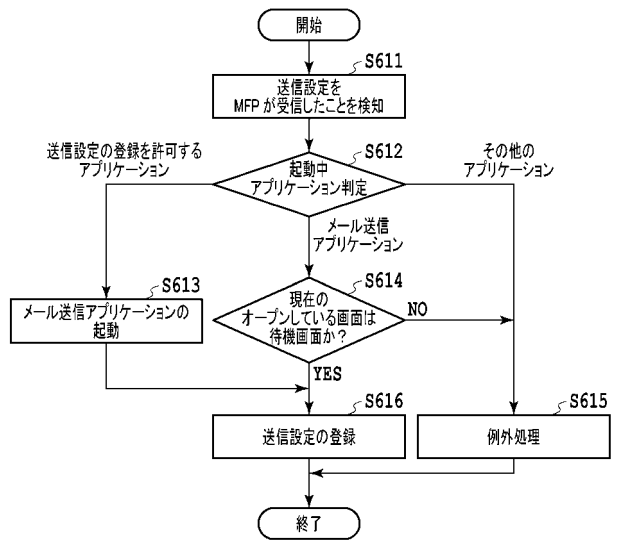 開始
S611
送信設定を
MFPが受信したことを検知
送信設定の登録を許可する
アプリケーション
S612
起動中
アプリケーション判定
その他の
アプリケーション
メール送信
アプリケーション
S613
メール送信アプリケーションの
起動
S614
現在の
オープンしている画面は
待機画面か?
NO
YES
S616
送信設定の登録
S615
例外処理
終了